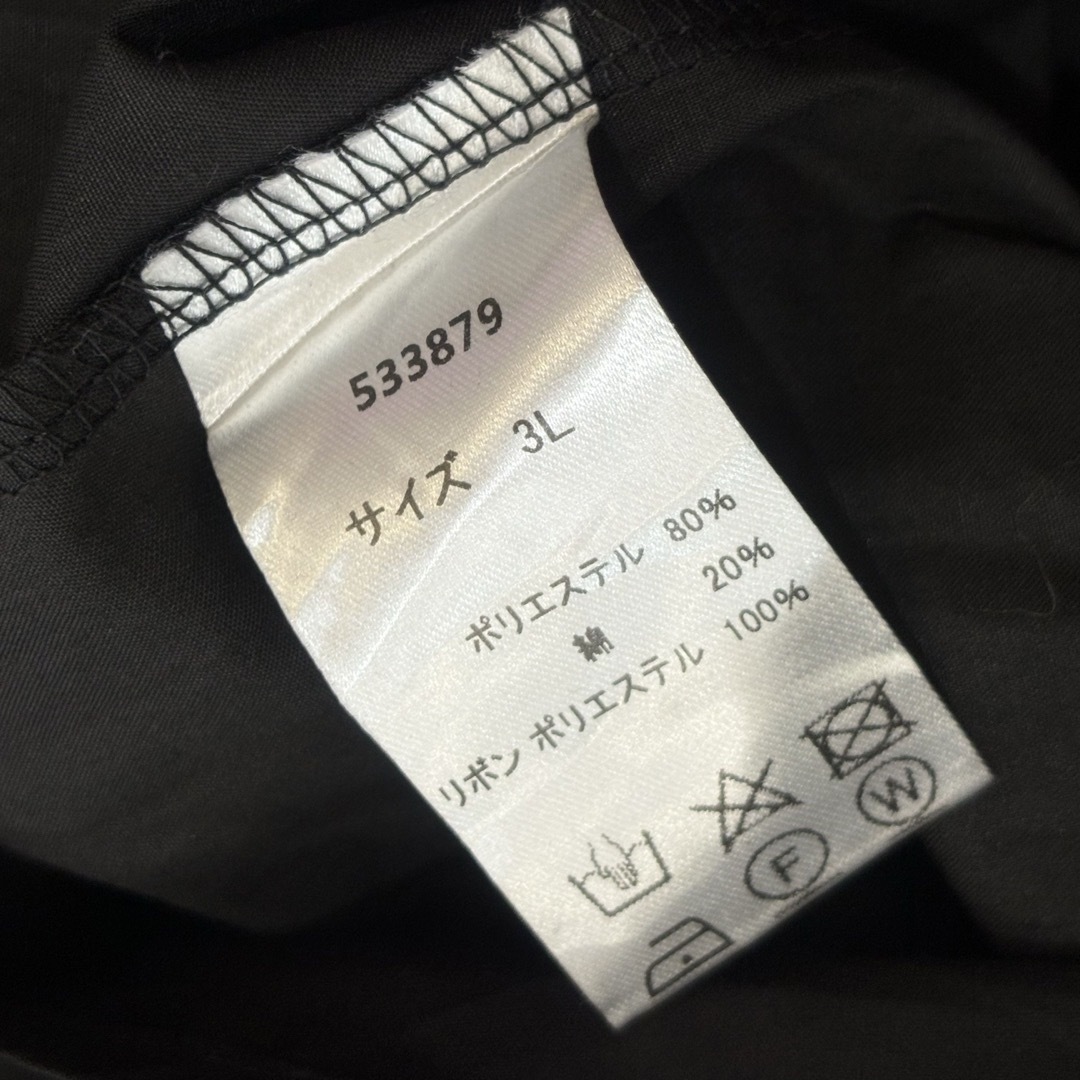 533879
サイズ 3L
ポリエステル 80%
綿 20%
リボン ポリエステル 100%
F W